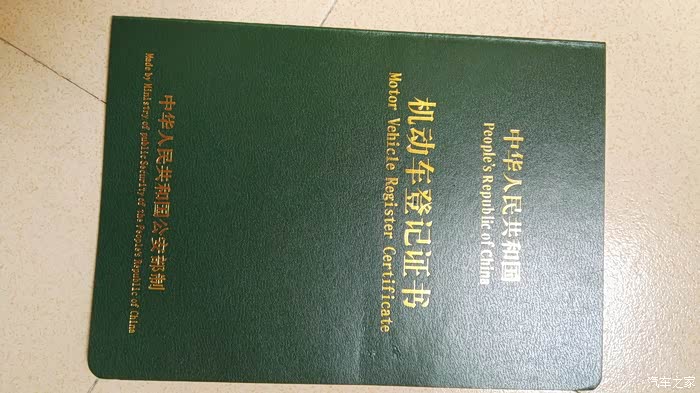 中华人民共和国
People's Republic of China
机动车登记证书
Motor Vehicle Register Certificate
中华人民共和国公安部制
Made by Ministry of public Security of the People's Republic of China
汽车之家